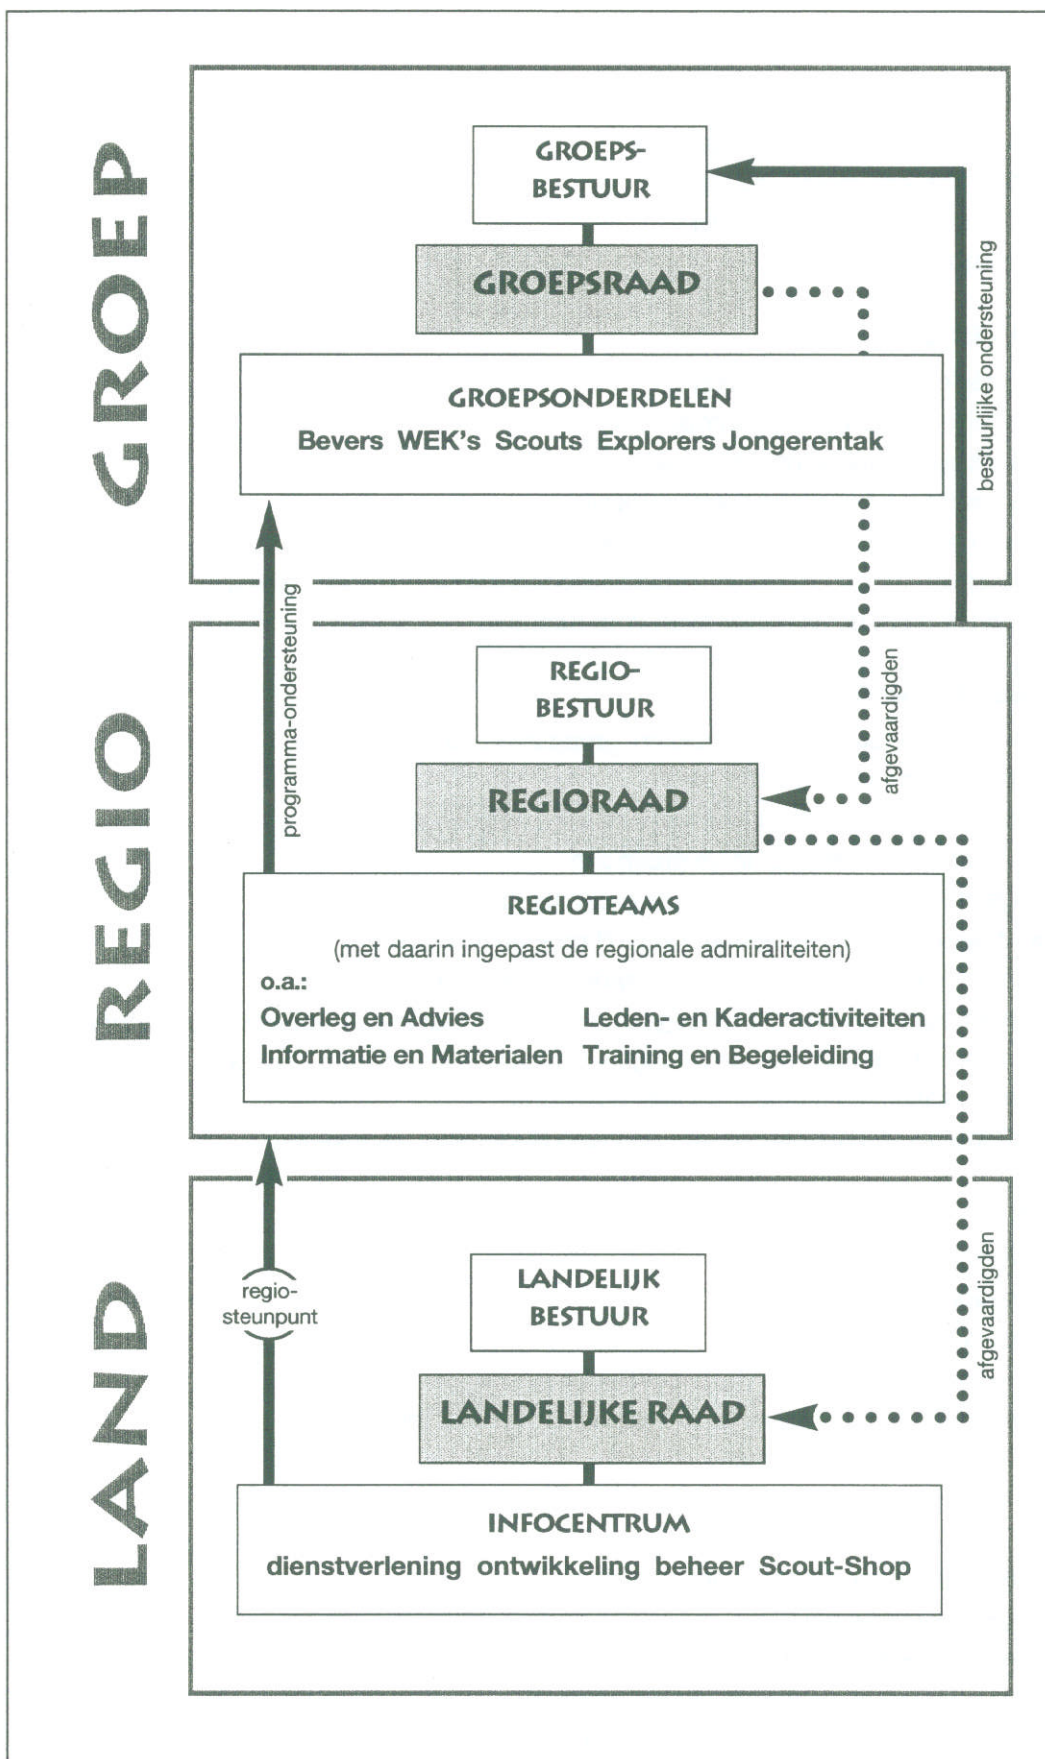 GROEP
GROEPS-
BESTUUR
GROEPSRAAD
GROEPSONDERDELEN
Bevers WEK's Scouts Explorers Jongerentak
bestuurlijke ondersteuning
programma-ondersteuning
afgevaardigden
REGIO
REGIO-
BESTUUR
REGIORAAD
REGIOTEAMS
(met daarin ingepast de regionale admiraliteiten)
o.a.:
Overleg en Advies Leden- en Kaderactiviteiten
Informatie en Materialen Training en Begeleiding
LAND
regio-
steunpunt
LANDELIJK
BESTUUR
afgevaardigden
LANDELIJKE RAAD
INFOCENTRUM
dienstverlening ontwikkeling beheer Scout-Shop